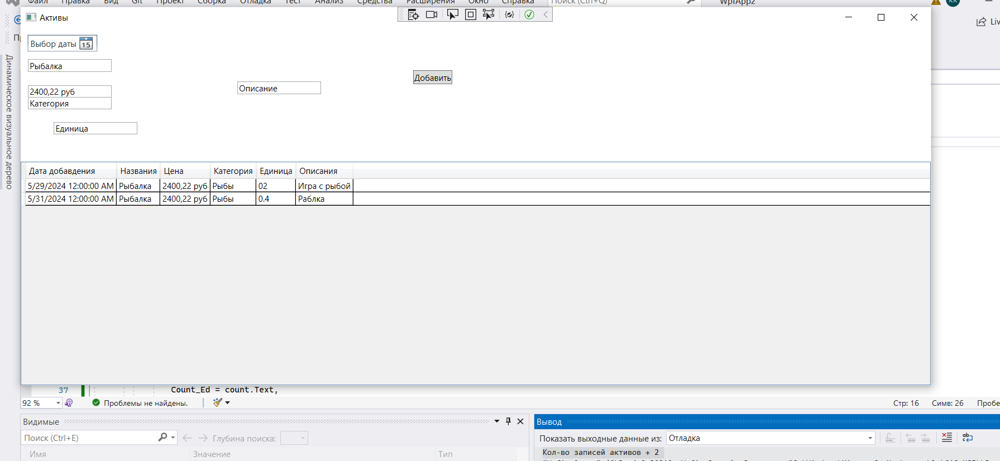 Файл Правка Вид Git Проект Сборка Отладка Тест Анализ Средства Расширения Окно Справка Поиск (Ctrl+Q) WpfApp2 KK
Активы
Liv
Выбор даты 15
Рыбалка
Добавить
2400,22 руб
Описание
Категория
Единица
Динамическое визуальное дерево
Дата добавдения Названия Цена Категория Единица Описания
5/29/2024 12:00:00 AM Рыбалка 2400,22 руб Рыбы 02 Игра с рыбой
5/31/2024 12:00:00 AM Рыбалка 2400,22 руб Рыбы 0.4 Раблка
37 Count_Ed = count.Text,
92 % Проблемы не найдены. Стр: 16 Симв: 26 Пробе
Видимые Вывод
Поиск (Ctrl+E) Глубина поиска: Показать выходные данные из: Отладка
Имя Значение Тип Кол-во записей активов + 2